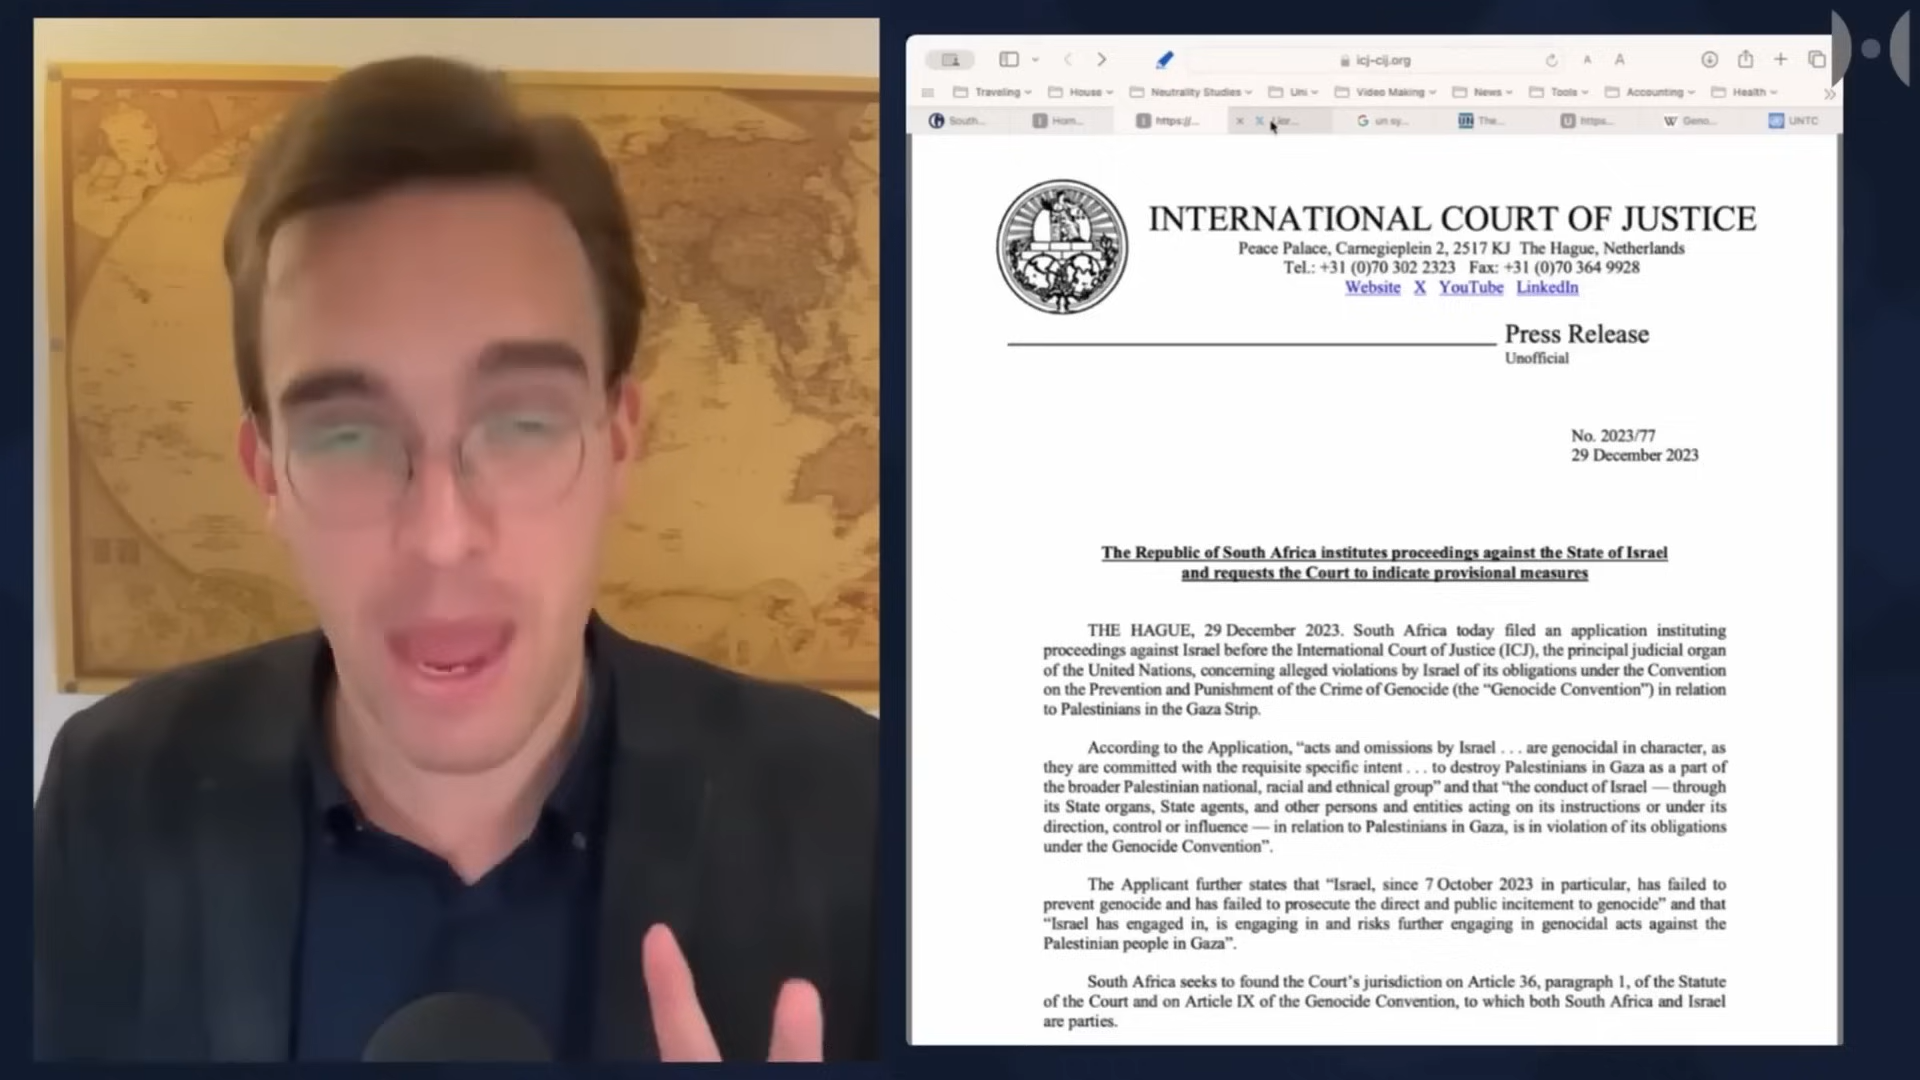 icj-cij.org
A A
Traveling House Neutrality Studies Uni Video Making News Tools Accounting Health
South... Hom... https://... un sy... The... https... Geno... UNTC
INTERNATIONAL COURT OF JUSTICE
Peace Palace, Carnegieplein 2, 2517 KJ The Hague, Netherlands
Tel.: +31 (0)70 302 2323 Fax: +31 (0)70 364 9928
Website X YouTube LinkedIn
Press Release
Unofficial
No. 2023/77
29 December 2023
The Republic of South Africa institutes proceedings against the State of Israel
and requests the Court to indicate provisional measures
THE HAGUE, 29 December 2023. South Africa today filed an application instituting
proceedings against Israel before the International Court of Justice (ICJ), the principal judicial organ
of the United Nations, concerning alleged violations by Israel of its obligations under the Convention
on the Prevention and Punishment of the Crime of Genocide (the “Genocide Convention”) in relation
to Palestinians in the Gaza Strip.
According to the Application, “acts and omissions by Israel . . . are genocidal in character, as
they are committed with the requisite specific intent . . . to destroy Palestinians in Gaza as a part of
the broader Palestinian national, racial and ethnical group” and that “the conduct of Israel — through
its State organs, State agents, and other persons and entities acting on its instructions or under its
direction, control or influence — in relation to Palestinians in Gaza, is in violation of its obligations
under the Genocide Convention”.
The Applicant further states that “Israel, since 7 October 2023 in particular, has failed to
prevent genocide and has failed to prosecute the direct and public incitement to genocide” and that
“Israel has engaged in, is engaging in and risks further engaging in genocidal acts against the
Palestinian people in Gaza”.
South Africa seeks to found the Court’s jurisdiction on Article 36, paragraph 1, of the Statute
of the Court and on Article IX of the Genocide Convention, to which both South Africa and Israel
are parties.